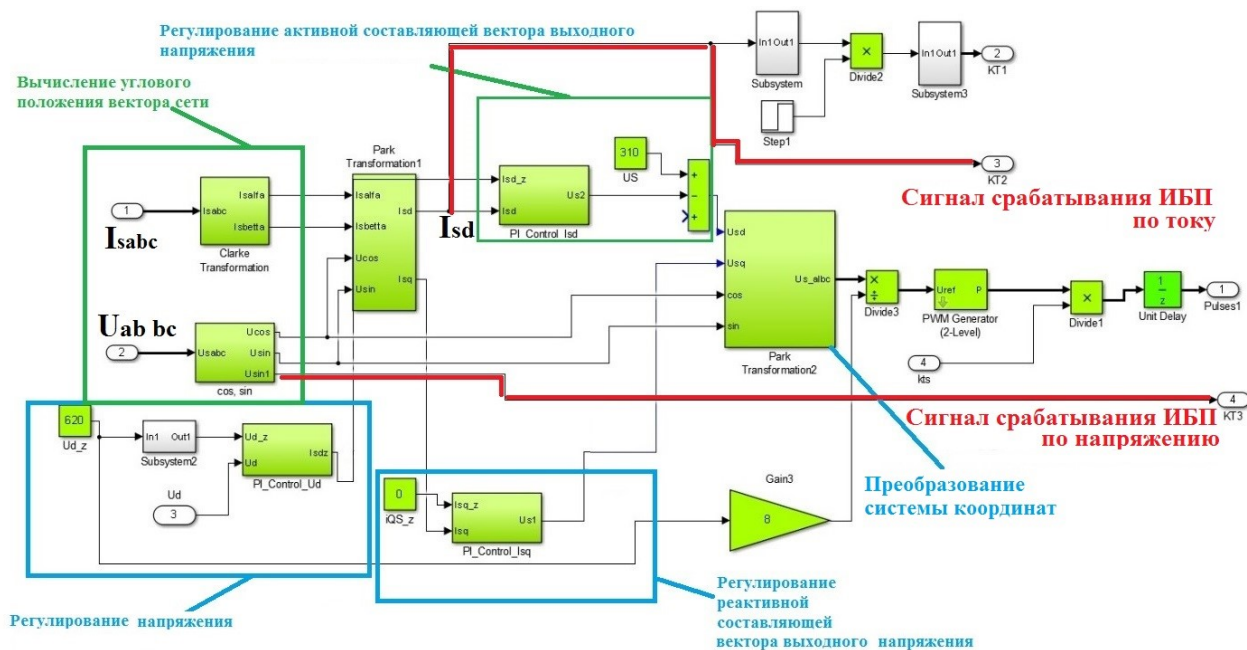 Регулирование активной составляющей вектора выходного
напряжения
Вычисление углового
положения вектора сети
In1 Out1
Subsystem
×
Divide2
In1 Out1
Subsystem3
2
KT1
Step1
Park
Transformation1
310
US
+
−
+
3
KT2
Сигнал срабатывания ИБП
по току
1
Isabc
Isabc
Isalfa
Isbetta
Clarke
Transformation
Isalfa
Isbetta
Ucos
Usin
Isd
Isq
Isd
Isd_z
Isd
Us2
PI_Control_Isd
Usd
Usq
cos
sin
Us_albc
Park
Transformation2
×
÷
Divide3
Uref
P
PWM Generator
(2-Level)
×
Divide1
1
z
Unit Delay
1
Pulses1
4
kts
Uab bc
2
Usabc
Ucos
Usin
Usin1
cos, sin
4
KT3
Сигнал срабатывания ИБП
по напряжению
620
Ud_z
In1 Out1
Subsystem2
Ud_z
Ud
Isdz
PI_Control_Ud
Ud
3
0
iQS_z
Isq_z
Isq
Us1
PI_Control_Isq
Gain3
8
Преобразование
системы координат
Регулирование напряжения
Регулирование
реактивной
составляющей
вектора выходного напряжения